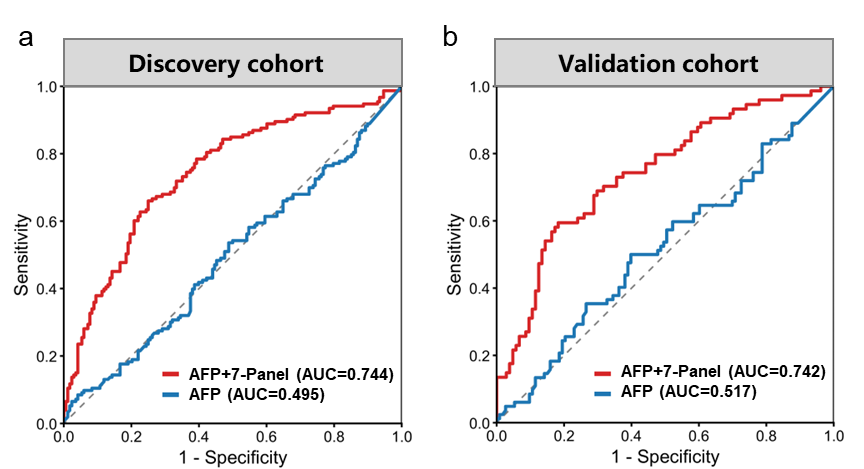 a
Discovery cohort
1.0
0.8
0.6
0.4
0.2
0.0
Sensitivity
AFP+7-Panel (AUC=0.744)
AFP (AUC=0.495)
0.0 0.2 0.4 0.6 0.8 1.0
1 - Specificity
b
Validation cohort
1.0
0.8
0.6
0.4
0.2
0.0
Sensitivity
AFP+7-Panel (AUC=0.742)
AFP (AUC=0.517)
0.0 0.2 0.4 0.6 0.8 1.0
1 - Specificity